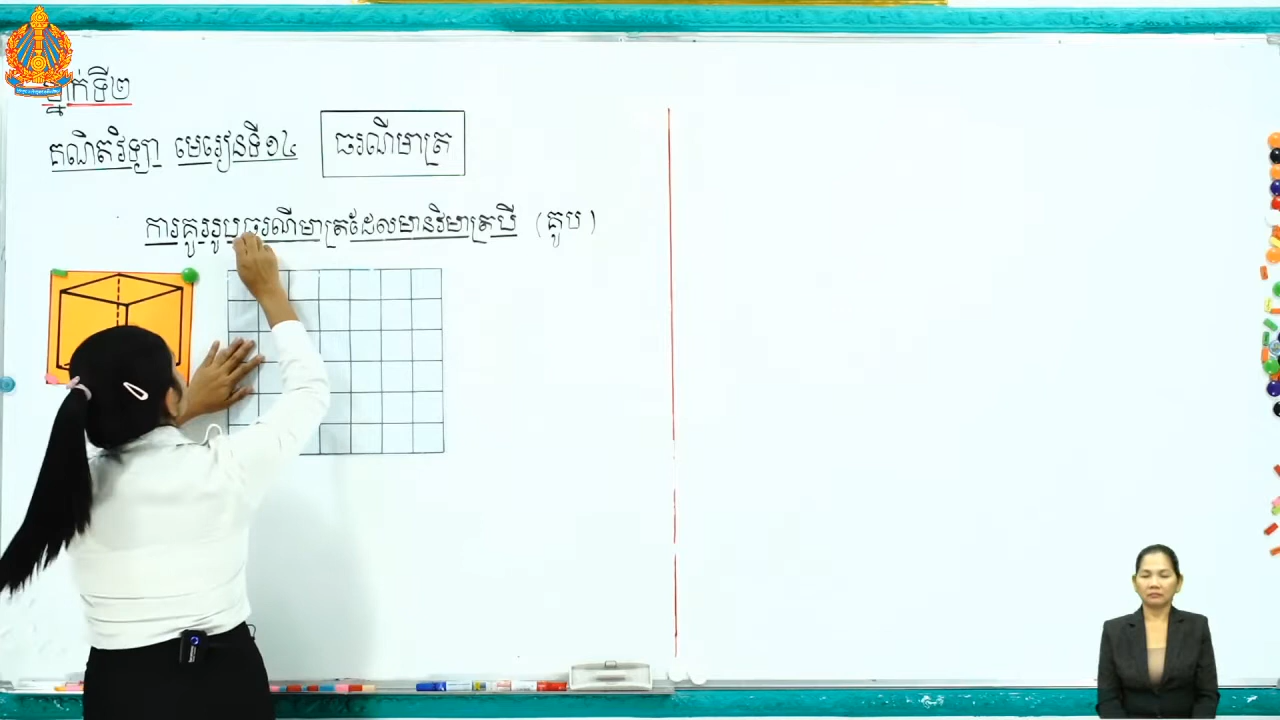 ថ្នាក់ទី២
គណិតវិទ្យា មេរៀនទី១៤ ធរណីមាត្រ
ការគូររូបធរណីមាត្រដែលមានវិមាត្របី (គូប)